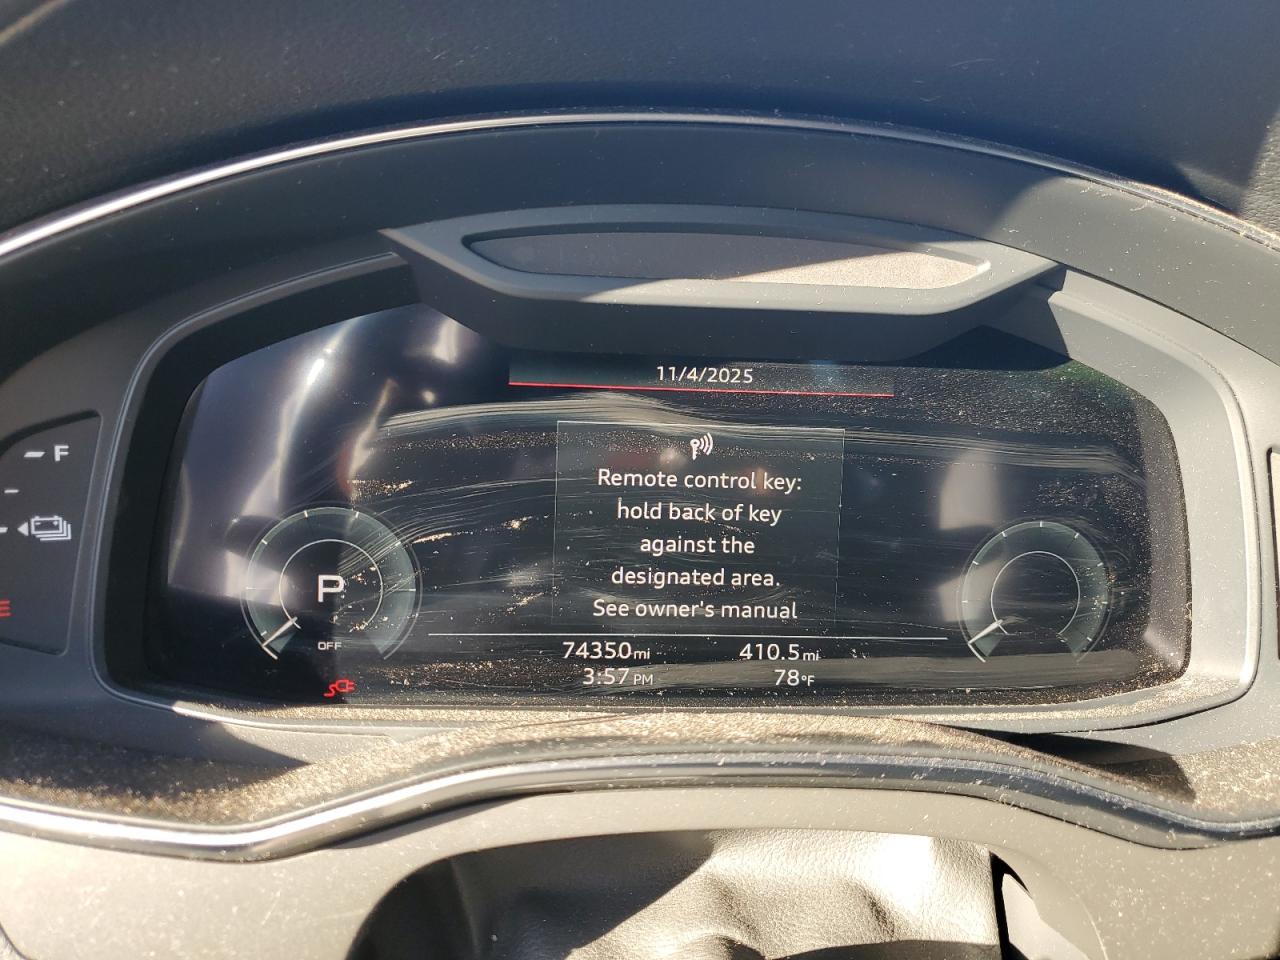 11/4/2025
F
Remote control key:
hold back of key
against the
designated area.
See owner's manual
P
OFF
74350mi 410.5mi
3:57 PM 78°F